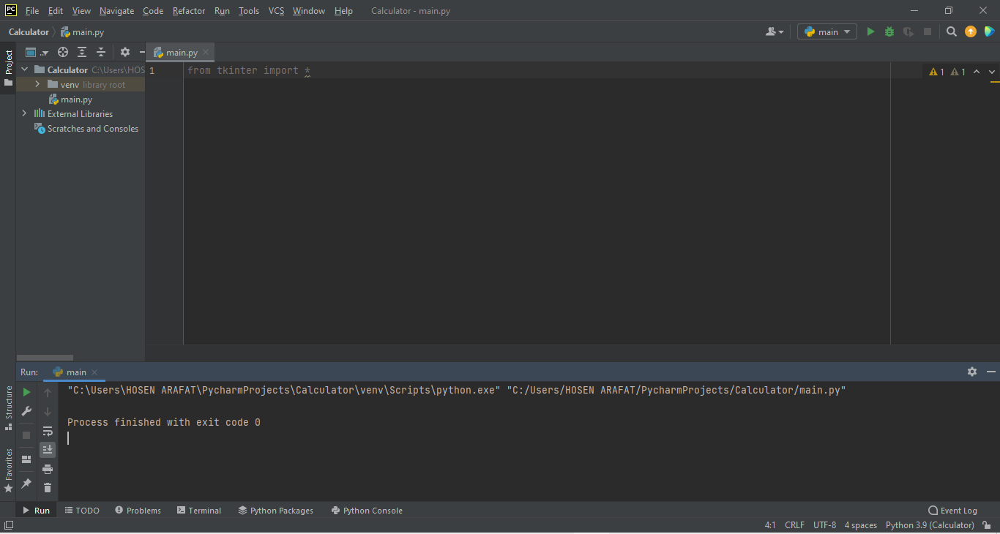 PC File Edit View Navigate Code Refactor Run Tools VCS Window Help Calculator - main.py
Calculator main.py main
Project
main.py
Calculator C:\Users\HOS
venv library root
main.py
External Libraries
Scratches and Consoles
1 from tkinter import *
1 1
Run: main
"C:\Users\HOSEN ARAFAT\PycharmProjects\Calculator\venv\Scripts\python.exe" "C:/Users/HOSEN ARAFAT/PycharmProjects/Calculator/main.py"
Process finished with exit code 0
Structure
Favorites
Run TODO Problems Terminal Python Packages Python Console Event Log
4:1 CRLF UTF-8 4 spaces Python 3.9 (Calculator)